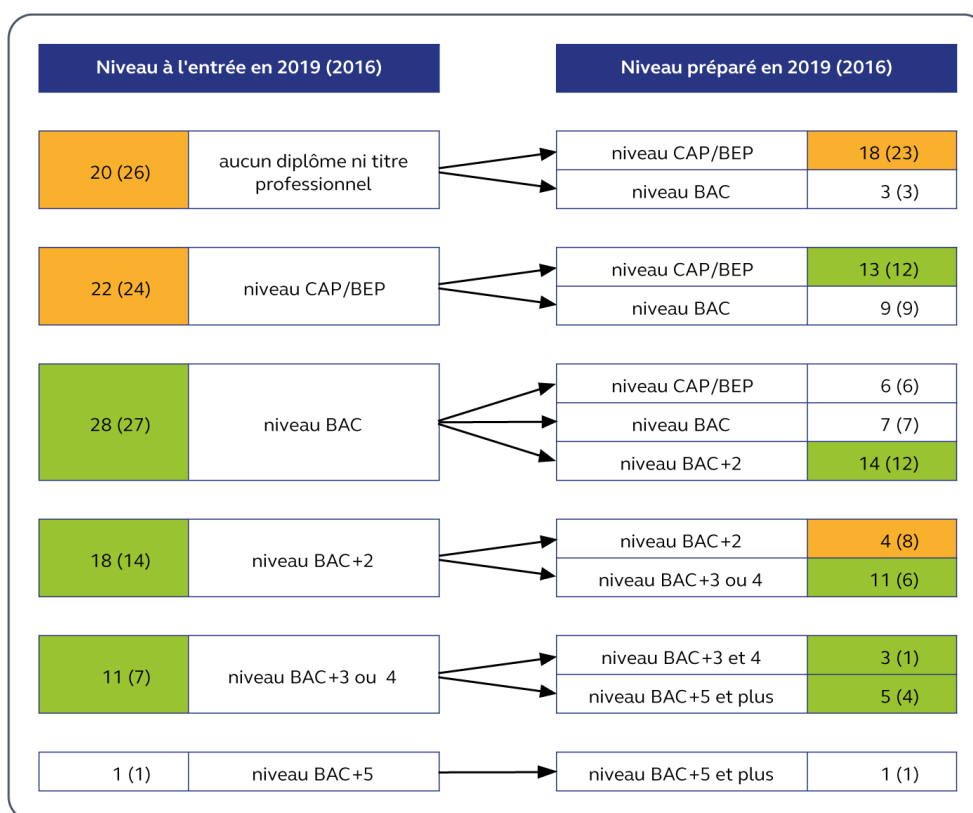 Niveau à l'entrée en 2019 (2016)
Niveau préparé en 2019 (2016)
20 (26)
aucun diplôme ni titre
professionnel
niveau CAP/BEP
18 (23)
niveau BAC
3 (3)
22 (24)
niveau CAP/BEP
niveau CAP/BEP
13 (12)
niveau BAC
9 (9)
28 (27)
niveau BAC
niveau CAP/BEP
6 (6)
niveau BAC
7 (7)
niveau BAC+2
14 (12)
18 (14)
niveau BAC+2
niveau BAC+2
4 (8)
niveau BAC+3 ou 4
11 (6)
11 (7)
niveau BAC+3 ou 4
niveau BAC+3 et 4
3 (1)
niveau BAC+5 et plus
5 (4)
1 (1)
niveau BAC+5
niveau BAC+5 et plus
1 (1)